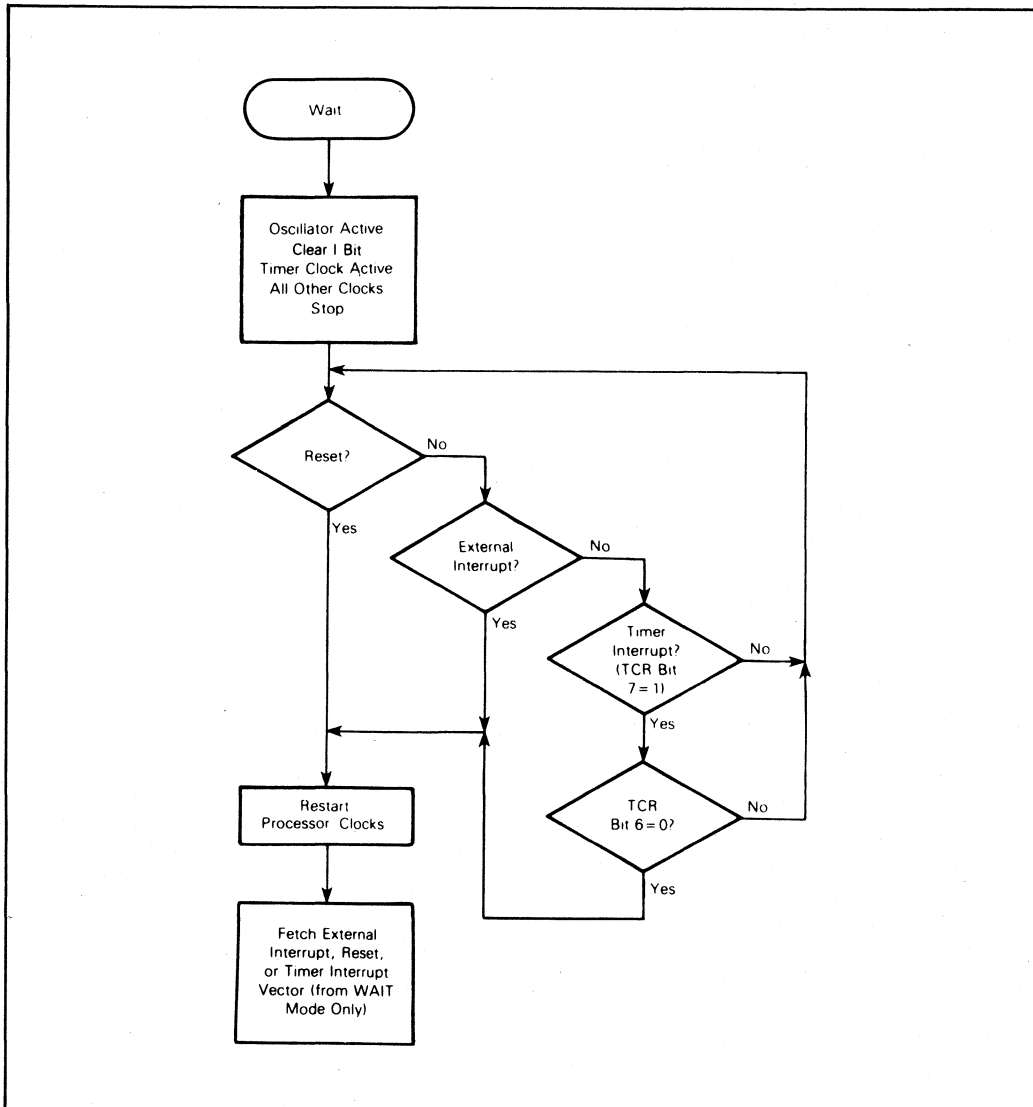 Wait
Oscillator Active
Clear I Bit
Timer Clock Active
All Other Clocks
Stop
Reset?
No
Yes
External
Interrupt?
No
Yes
Timer
Interrupt?
(TCR Bit
7=1)
No
Yes
TCR
Bit 6=0?
No
Yes
Restart
Processor Clocks
Fetch External
Interrupt, Reset,
or Timer Interrupt
Vector (from WAIT
Mode Only)